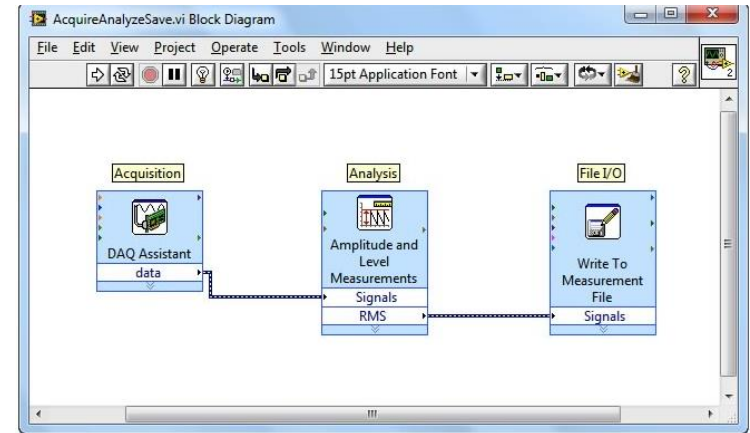 AcquireAnalyzeSave.vi Block Diagram
File Edit View Project Operate Tools Window Help
15pt Application Font
2
Acquisition
DAQ Assistant
data
Analysis
Amplitude and
Level
Measurements
Signals
RMS
File I/O
Write To
Measurement
File
Signals